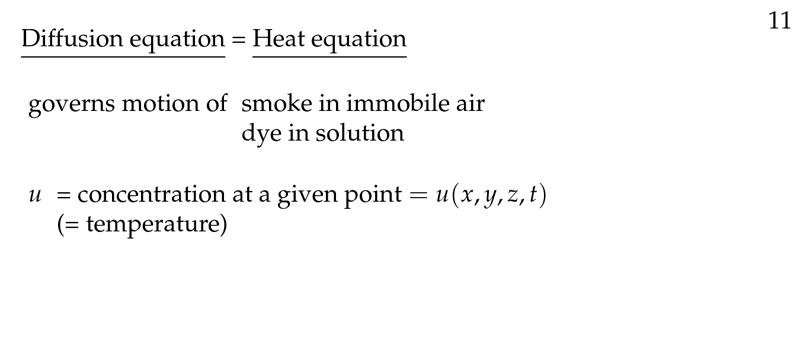 11
Diffusion equation = Heat equation
governs motion of smoke in immobile air
dye in solution
u = concentration at a given point = u(x, y, z, t)
(= temperature)